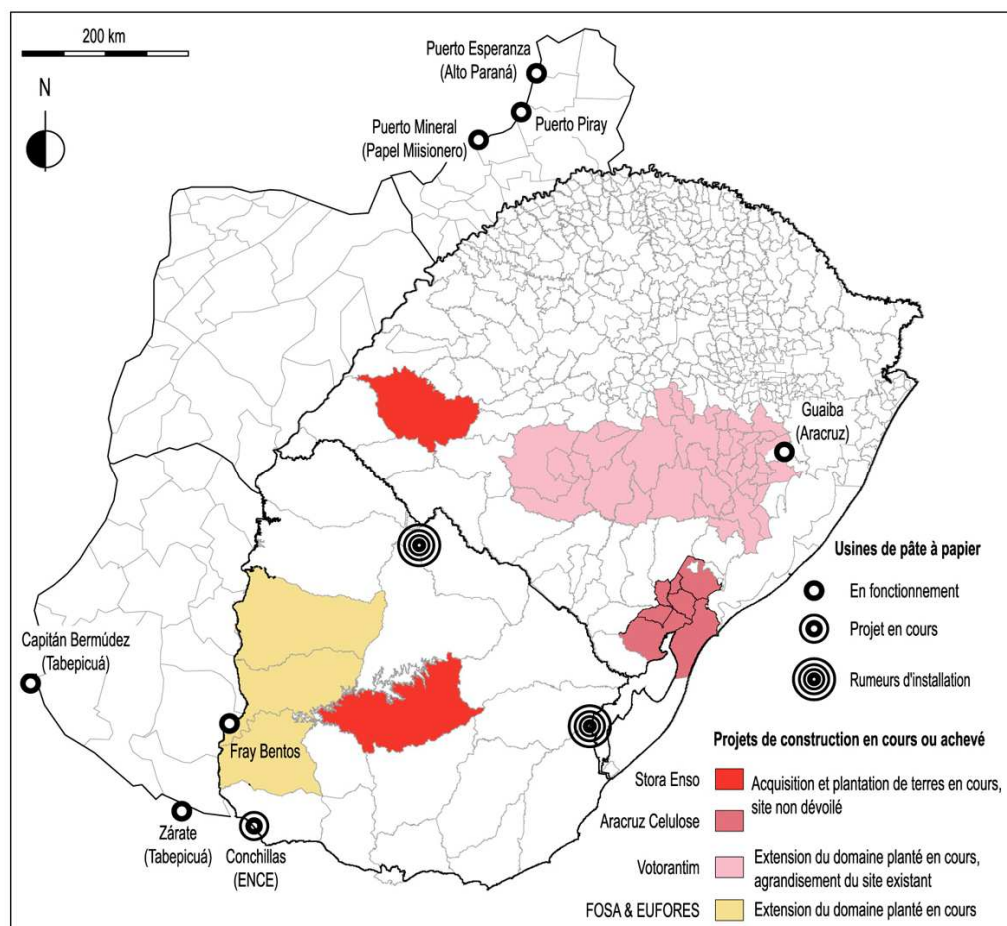 200 km
N
Puerto Esperanza
(Alto Paraná)
Puerto Piray
Puerto Mineral
(Papel Miisionero)
Guaiba
(Aracruz)
Capitán Bermúdez
(Tabepicuá)
Fray Bentos
Zárate
(Tabepicuá)
Conchillas
(ENCE)
Usines de pâte à papier
En fonctionnement
Projet en cours
Rumeurs d'installation
Projets de construction en cours ou achevé
Stora Enso
Acquisition et plantation de terres en cours,
site non dévoilé
Aracruz Celulose
Votorantim
Extension du domaine planté en cours,
agrandisement du site existant
FOSA & EUFORES
Extension du domaine planté en cours